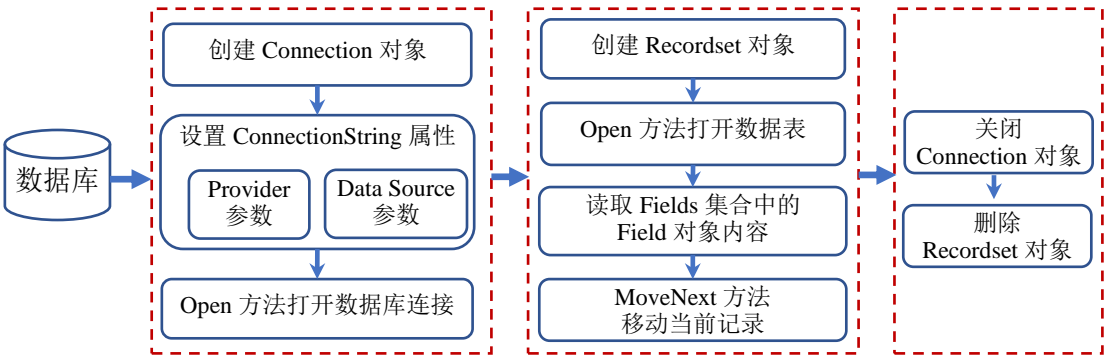 数据库
创建 Connection 对象
设置 ConnectionString 属性
Provider
参数
Data Source
参数
Open 方法打开数据库连接
创建 Recordset 对象
Open 方法打开数据表
读取 Fields 集合中的
Field 对象内容
MoveNext 方法
移动当前记录
关闭
Connection 对象
删除
Recordset 对象